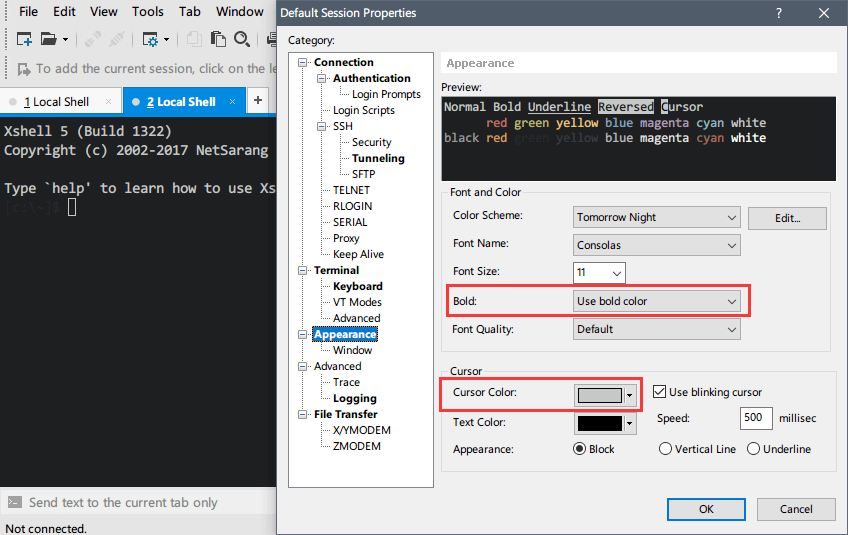 File Edit View Tools Tab Window
To add the current session, click on the le
1 Local Shell
2 Local Shell
+
Xshell 5 (Build 1322)
Copyright (c) 2002-2017 NetSarang
Type `help' to learn how to use Xs
[c:\~]$
Send text to the current tab only
Not connected.
Default Session Properties
?
Category:
Connection
Authentication
Login Prompts
Login Scripts
SSH
Security
Tunneling
SFTP
TELNET
RLOGIN
SERIAL
Proxy
Keep Alive
Terminal
Keyboard
VT Modes
Advanced
Appearance
Window
Advanced
Trace
Logging
File Transfer
X/YMODEM
ZMODEM
Appearance
Preview:
Normal Bold Underline Reversed Cursor
red green yellow blue magenta cyan white
black red green yellow blue magenta cyan white
Font and Color
Color Scheme: Tomorrow Night Edit...
Font Name: Consolas
Font Size: 11
Bold: Use bold color
Font Quality: Default
Cursor
Cursor Color: Use blinking cursor
Text Color: Speed: 500 millisec
Appearance: Block Vertical Line Underline
OK Cancel